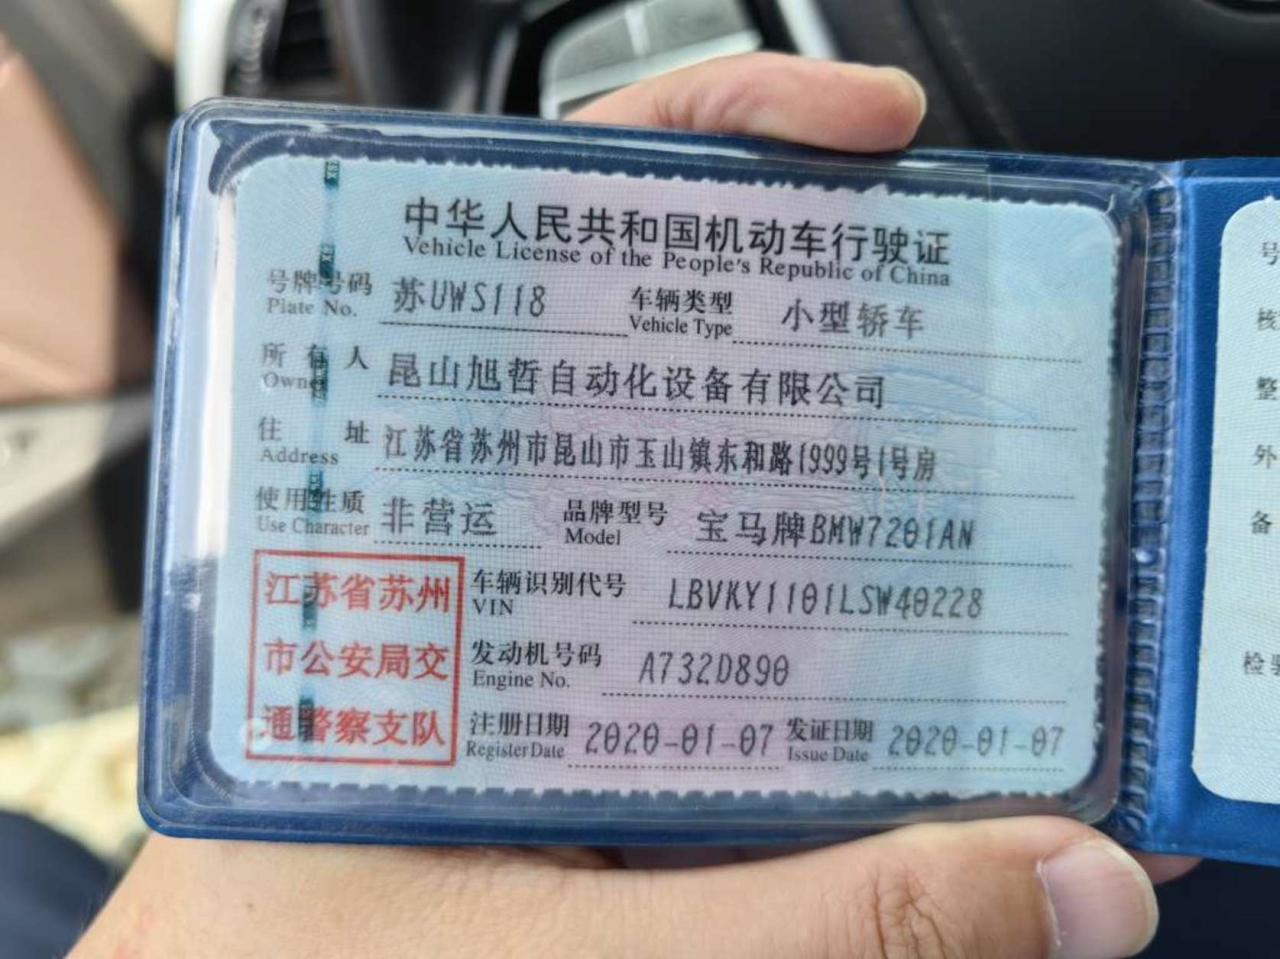 中华人民共和国机动车行驶证
Vehicle License of the People's Republic of China
号牌号码 苏UWS118 车辆类型 小型轿车
Plate No. Vehicle Type
所有人 昆山旭哲自动化设备有限公司
Owner
住址 江苏省苏州市昆山市玉山镇东和路1999号1号房
Address
使用性质 非营运 品牌型号 宝马牌BMW7201AN
Use Character Model
江苏省苏州
市公安局交
通警察支队
车辆识别代号 LBVKY1101LSW40228
VIN
发动机号码 A732D890
Engine No.
注册日期 2020-01-07 发证日期 2020-01-07
Register Date Issue Date
号
核
整
外
备
检验